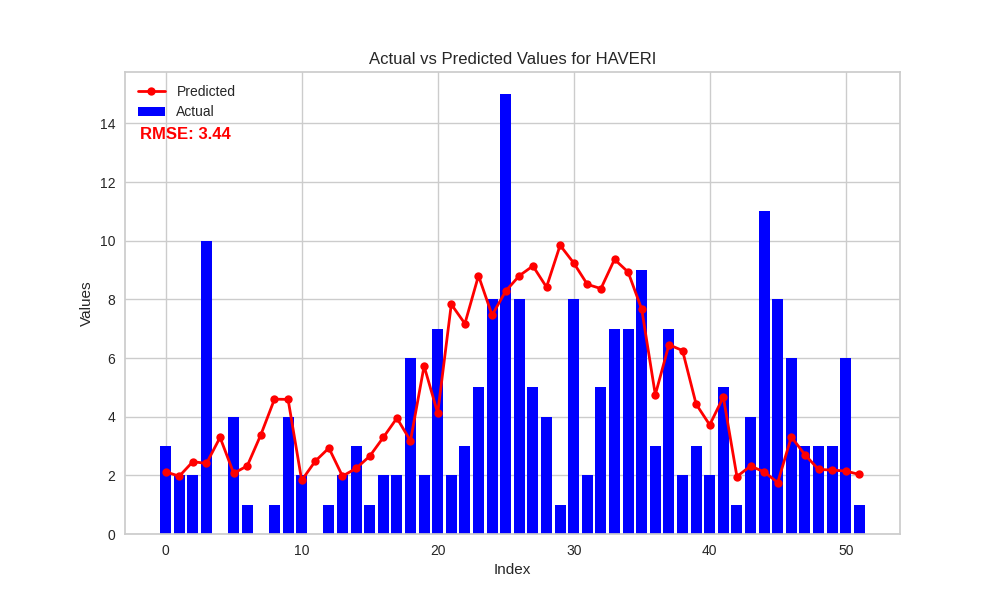 Actual vs Predicted Values for HAVERI
Predicted
Actual
RMSE: 3.44
Values
14
12
10
8
6
4
2
0
0 10 20 30 40 50
Index